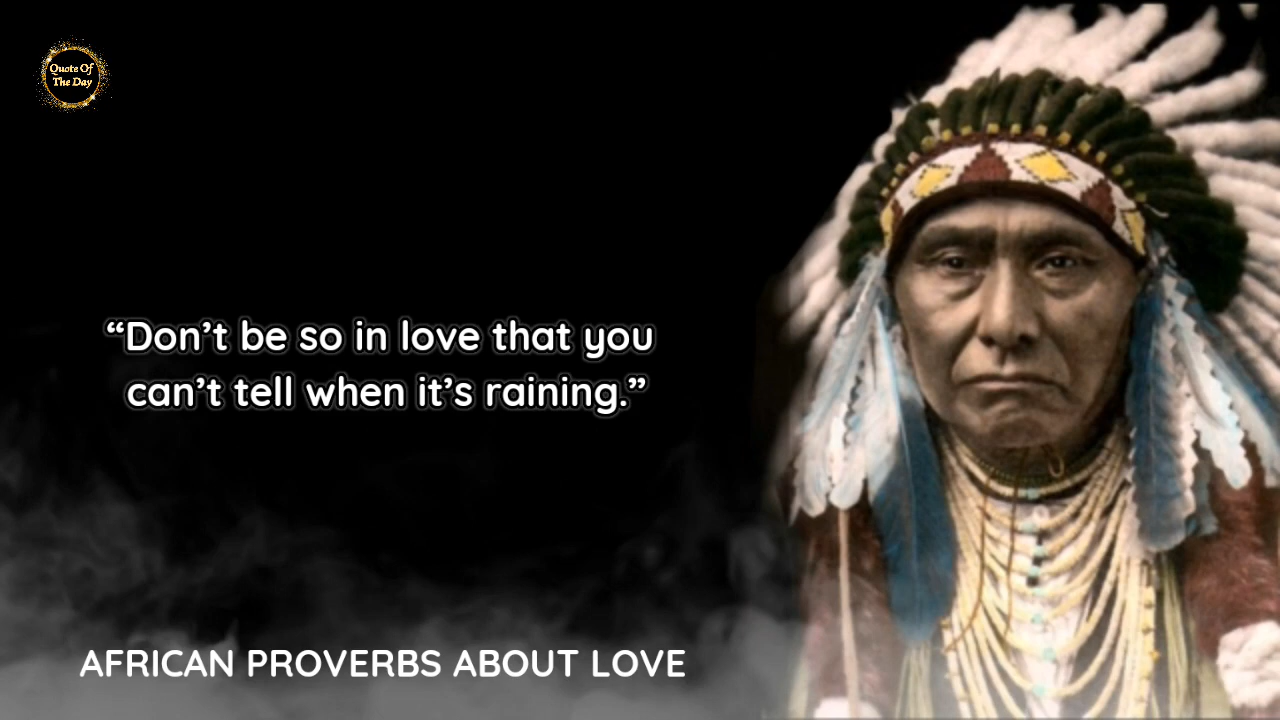 Quote Of
The Day
“Don’t be so in love that you
can’t tell when it’s raining.”
AFRICAN PROVERBS ABOUT LOVE